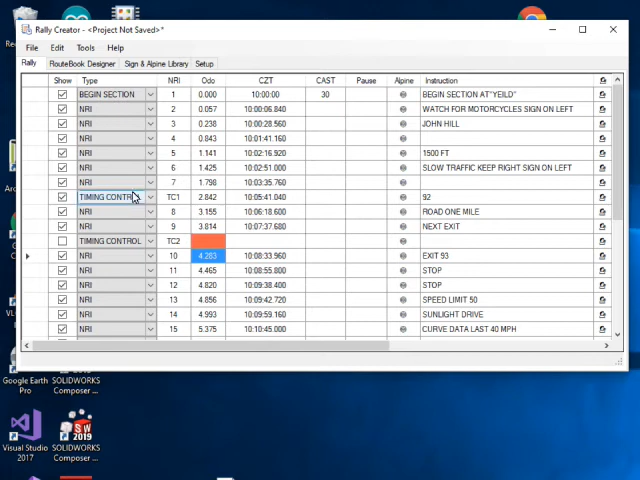 Rally Creator - <Project Not Saved>*
File Edit Tools Help
Rally RouteBook Designer Sign & Alpine Library Setup
Show Type NRI Odo CZT CAST Pause Alpine Instruction
BEGIN SECTION 1 0.000 10:00:00 30 BEGIN SECTION AT"YEILD"
NRI 2 0.057 10:00:06.840 WATCH FOR MOTORCYCLES SIGN ON LEFT
NRI 3 0.238 10:00:28.560 JOHN HILL
NRI 4 0.843 10:01:41.160
NRI 5 1.141 10:02:16.920 1500 FT
NRI 6 1.425 10:02:51.000 SLOW TRAFFIC KEEP RIGHT SIGN ON LEFT
NRI 7 1.798 10:03:35.760
TIMING CONTR TC1 2.842 10:05:41.040 92
NRI 8 3.155 10:06:18.600 ROAD ONE MILE
NRI 9 3.814 10:07:37.680 NEXT EXIT
TIMING CONTROL TC2
NRI 10 4.283 10:08:33.960 EXIT 93
NRI 11 4.465 10:08:55.800 STOP
NRI 12 4.820 10:09:38.400 STOP
NRI 13 4.856 10:09:42.720 SPEED LIMIT 50
NRI 14 4.993 10:09:59.160 SUNLIGHT DRIVE
NRI 15 5.375 10:10:45.000 CURVE DATA LAST 40 MPH
Google Earth Pro
SOLIDWORKS Composer ...
Visual Studio 2017
SW 2019
SOLIDWORKS Composer ...